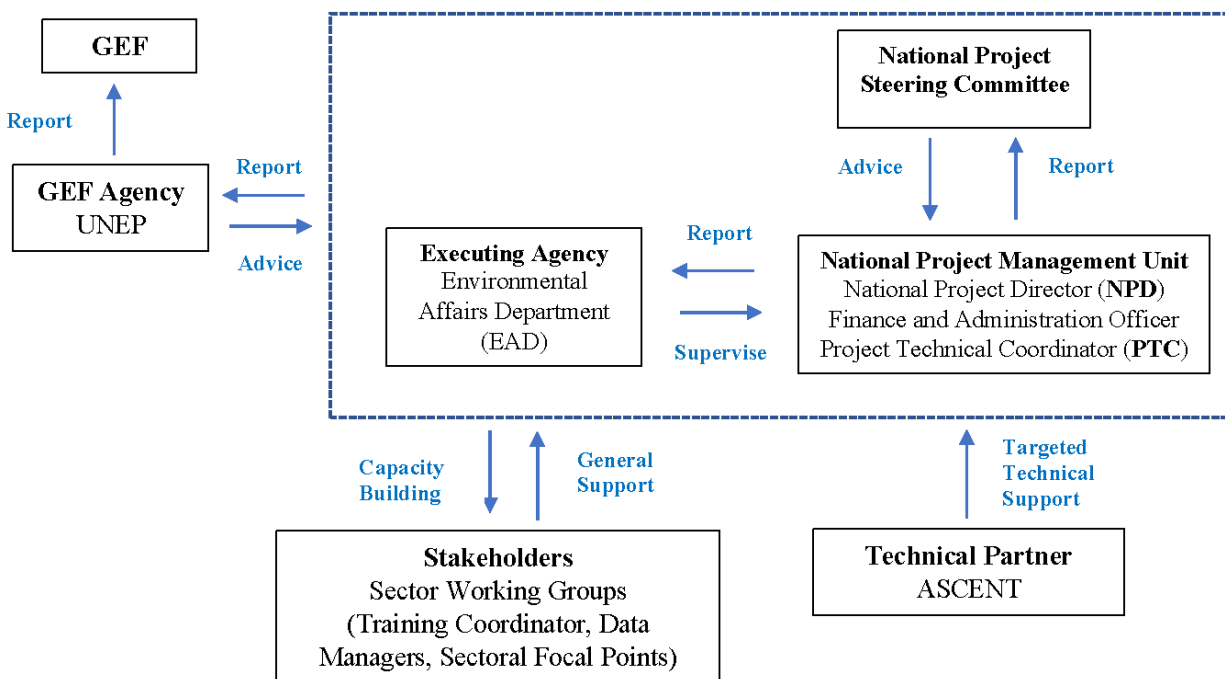 GEF
Report
GEF Agency
UNEP
Report
Advice
National Project
Steering Committee
Advice
Report
Executing Agency
Environmental
Affairs Department
(EAD)
Report
Supervise
National Project Management Unit
National Project Director (NPD)
Finance and Administration Officer
Project Technical Coordinator (PTC)
Capacity
Building
General
Support
Targeted
Technical
Support
Stakeholders
Sector Working Groups
(Training Coordinator, Data
Managers, Sectoral Focal Points)
Technical Partner
ASCENT